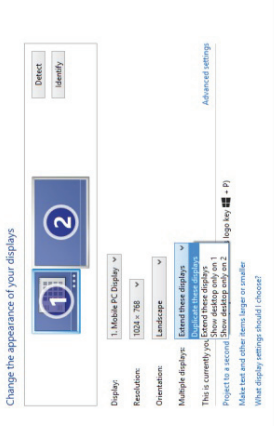 Change the appearance of your displays
1
2
Detect
Identify
Display: 1. Mobile PC Display
Resolution: 1024 × 768
Orientation: Landscape
Multiple displays: Extend these displays
Duplicate these displays
This is currently you Extend these displays
Show desktop only on 1
Show desktop only on 2
Advanced settings
Project to a second
logo key + P)
Make text and other items larger or smaller
What display settings should I choose?